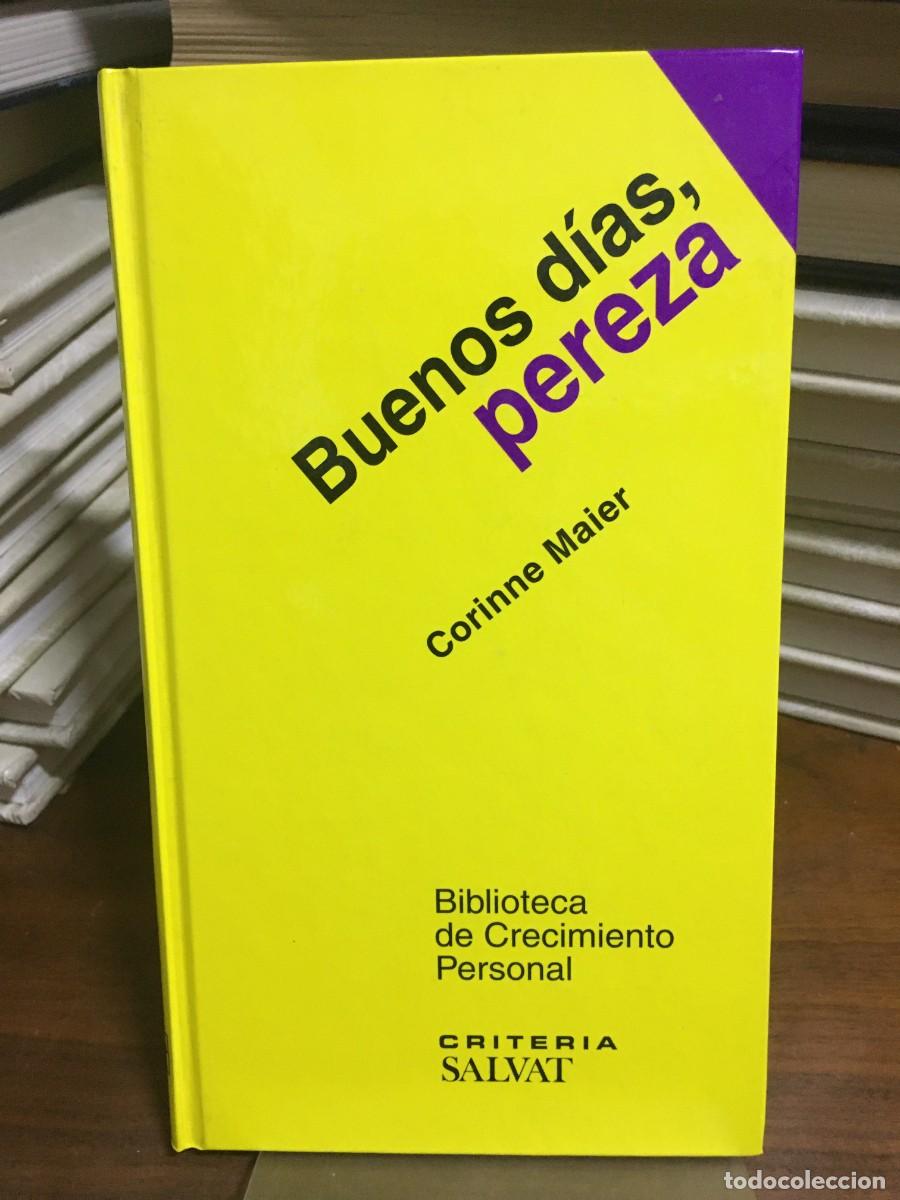 Buenos días,
pereza
Corinne Maier
Biblioteca
de Crecimiento
Personal
CRITERIA
SALVAT
todocoleccion